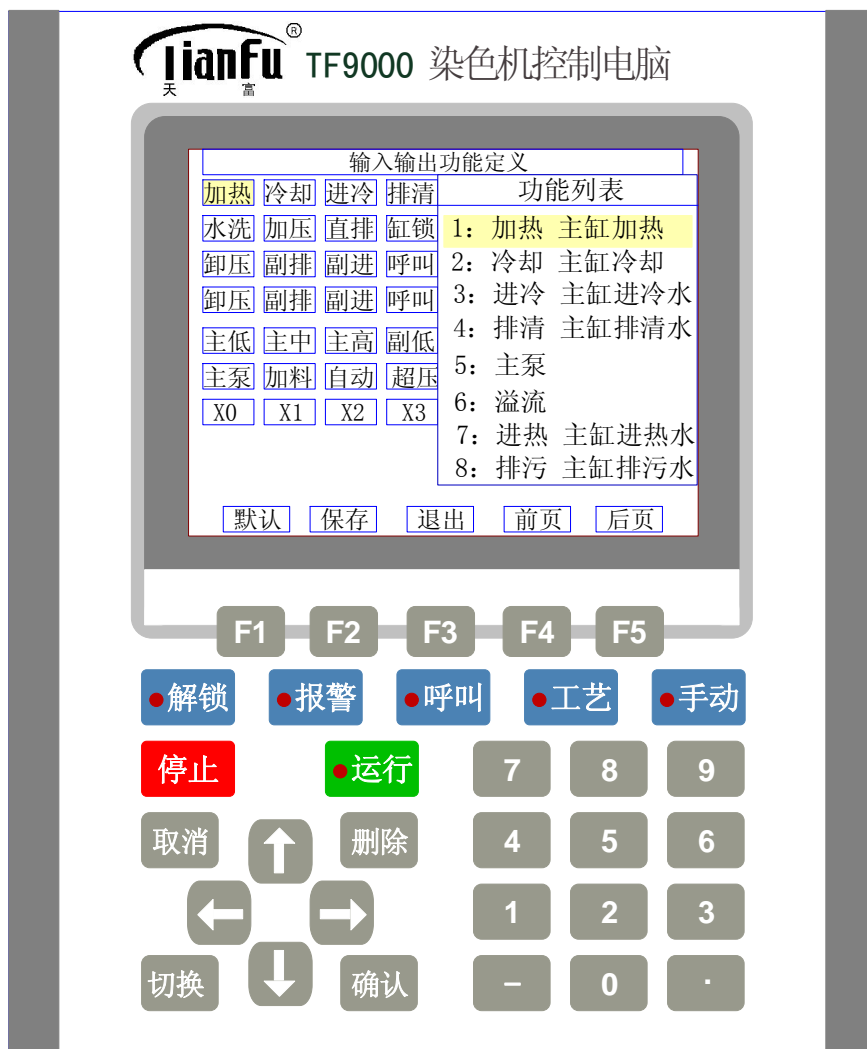 TianFu®
天 富
TF9000 染色机控制电脑
输入输出功能定义
加热 冷却 进冷 排清
水洗 加压 直排 缸锁
卸压 副排 副进 呼叫
卸压 副排 副进 呼叫
主低 主中 主高 副低
主泵 加料 自动 超压
X0 X1 X2 X3
功能列表
1: 加热 主缸加热
2: 冷却 主缸冷却
3: 进冷 主缸进冷水
4: 排清 主缸排清水
5: 主泵
6: 溢流
7: 进热 主缸进热水
8: 排污 主缸排污水
默认 保存 退出 前页 后页
F1 F2 F3 F4 F5
解锁 报警 呼叫 工艺 手动
停止 运行 7 8 9
取消 删除 4 5 6
1 2 3
切换 确认 − 0 ·